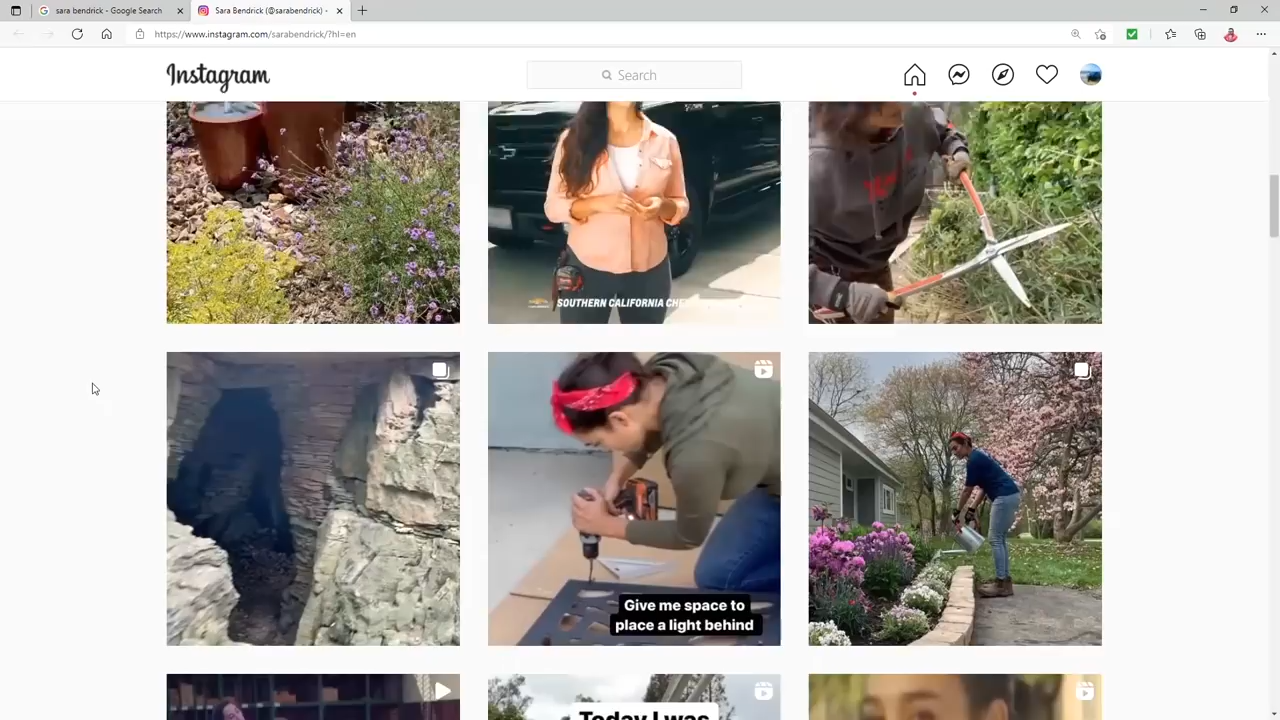 sara bendrick - Google Search
Sara Bendrick (@sarabendrick) -
https://www.instagram.com/sarabendrick/?hl=en
Instagram
Search
SOUTHERN CALIFORNIA CHE
Give me space to
place a light behind
Today I was